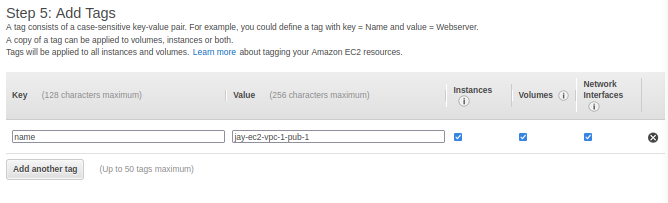 Step 5: Add Tags
A tag consists of a case-sensitive key-value pair. For example, you could define a tag with key = Name and value = Webserver.
A copy of a tag can be applied to volumes, instances or both.
Tags will be applied to all instances and volumes. Learn more about tagging your Amazon EC2 resources.
Key (128 characters maximum) Value (256 characters maximum) Instances Volumes Network Interfaces
name jay-ec2-vpc-1-pub-1
Add another tag (Up to 50 tags maximum)